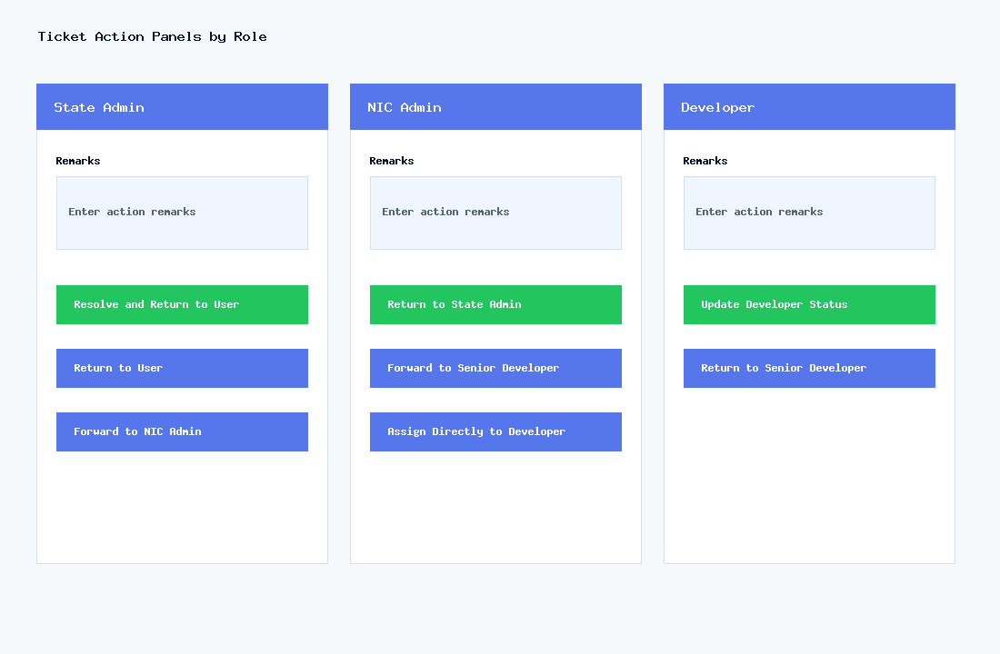 Ticket Action Panels by Role
State Admin
Remarks
Enter action remarks
Resolve and Return to User
Return to User
Forward to NIC Admin
NIC Admin
Remarks
Enter action remarks
Return to State Admin
Forward to Senior Developer
Assign Directly to Developer
Developer
Remarks
Enter action remarks
Update Developer Status
Return to Senior Developer